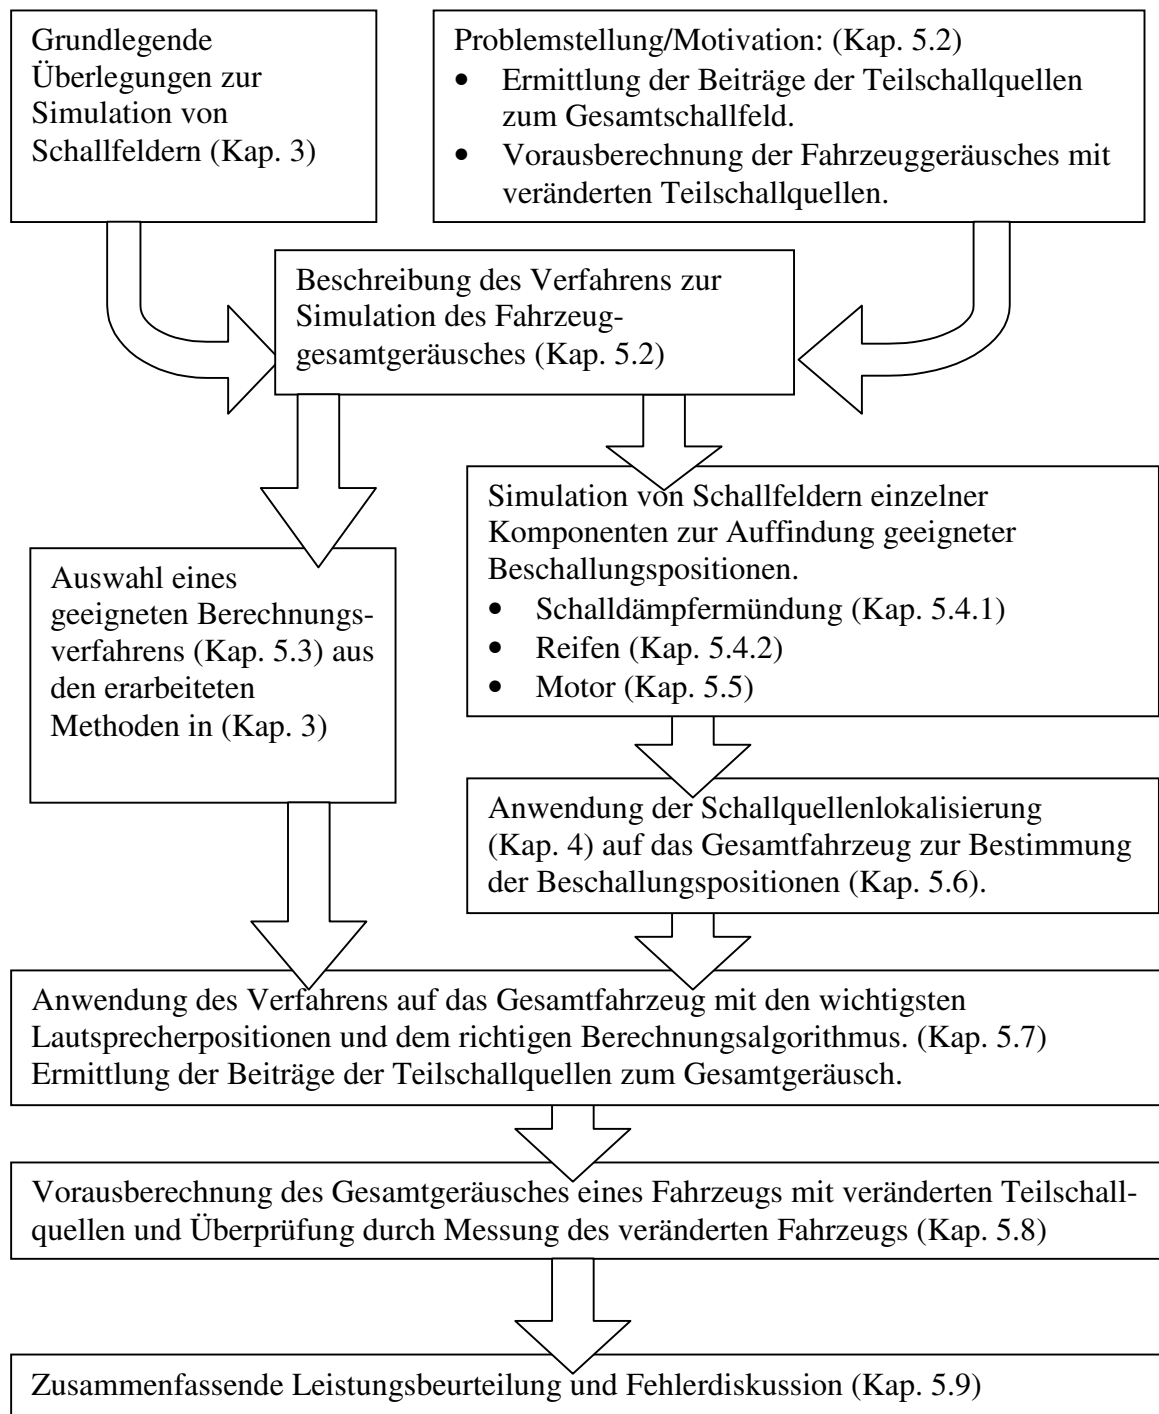 Grundlegende
Überlegungen zur
Simulation von
Schallfeldern (Kap. 3)
Problemstellung/Motivation: (Kap. 5.2)
• Ermittlung der Beiträge der Teilschallquellen
zum Gesamtschallfeld.
• Vorausberechnung der Fahrzeuggeräusches mit
veränderten Teilschallquellen.
Beschreibung des Verfahrens zur
Simulation des Fahrzeug-
gesamtgeräusches (Kap. 5.2)
Auswahl eines
geeigneten Berechnungs-
verfahrens (Kap. 5.3) aus
den erarbeiteten
Methoden in (Kap. 3)
Simulation von Schallfeldern einzelner
Komponenten zur Auffindung geeigneter
Beschallungspositionen.
• Schalldämpfermündung (Kap. 5.4.1)
• Reifen (Kap. 5.4.2)
• Motor (Kap. 5.5)
Anwendung der Schallquellenlokalisierung
(Kap. 4) auf das Gesamtfahrzeug zur Bestimmung
der Beschallungspositionen (Kap. 5.6).
Anwendung des Verfahrens auf das Gesamtfahrzeug mit den wichtigsten
Lautsprecherpositionen und dem richtigen Berechnungsalgorithmus. (Kap. 5.7)
Ermittlung der Beiträge der Teilschallquellen zum Gesamtgeräusch.
Vorausberechnung des Gesamtgeräusches eines Fahrzeugs mit veränderten Teilschall-
quellen und Überprüfung durch Messung des veränderten Fahrzeugs (Kap. 5.8)
Zusammenfassende Leistungsbeurteilung und Fehlerdiskussion (Kap. 5.9)